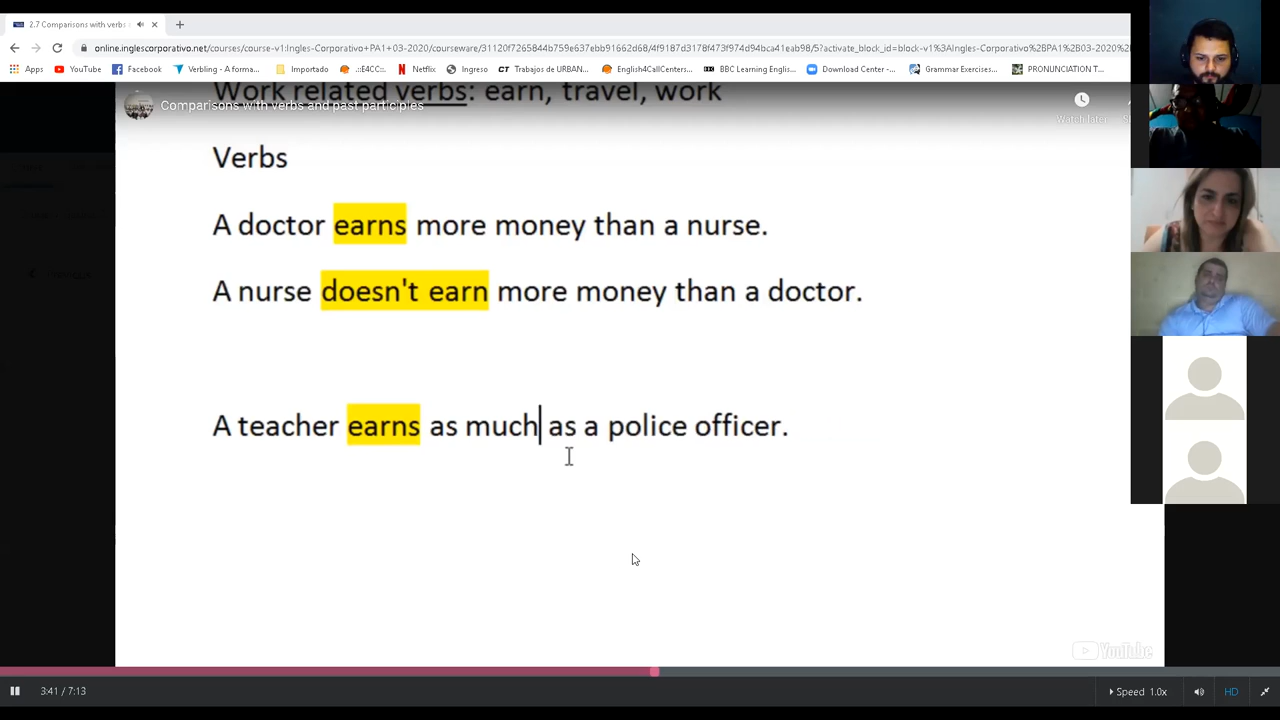 2.7 Comparisons with verbs
online.inglescorporativo.net/courses/course-v1:Ingles-Corporativo+PA1+03-2020/courseware/31120f7265844b759e637ebb91662d68/4f9187d3178f473f974d94bca41eab98/5?activate_block_id=block-v1%3AIngles-Corporativo%2BPA1%2B03-2020%
Apps YouTube Facebook Verbling - A forma... Importado .::E4CC::. Netflix Ingreso CT Trabajos de URBAN... English4CallCenters... BBC Learning Englis... Download Center -... Grammar Exercises... PRONUNCIATION T...
Work related verbs: earn, travel, work
Comparisons with verbs and past participles
Watch later
Verbs
A doctor earns more money than a nurse.
A nurse doesn't earn more money than a doctor.
A teacher earns as much as a police officer.
YouTube
3:41 / 7:13 Speed 1.0x HD